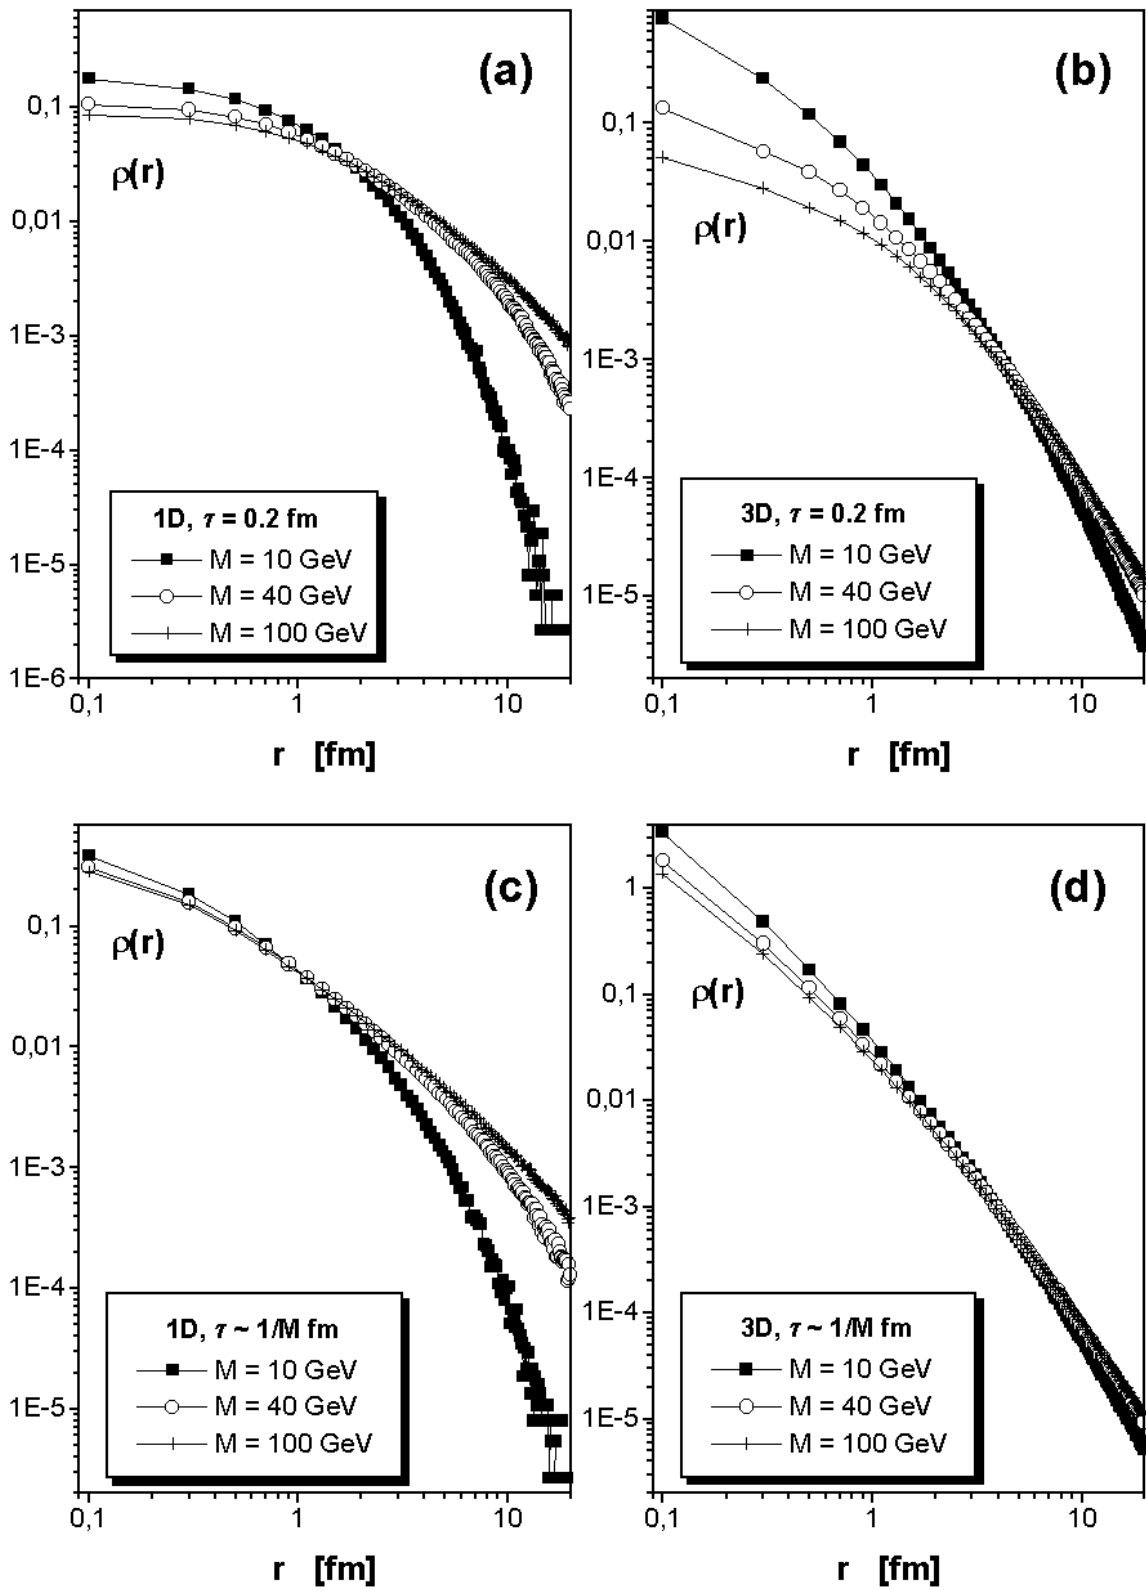 (a)
0,1
ρ(r)
0,01
1E-3
1E-4
1E-5
1E-6
1D, τ = 0.2 fm
M = 10 GeV
M = 40 GeV
M = 100 GeV
0,1 1 10
r [fm]
(b)
0,1
ρ(r)
0,01
1E-3
1E-4
1E-5
3D, τ = 0.2 fm
M = 10 GeV
M = 40 GeV
M = 100 GeV
0,1 1 10
r [fm]
(c)
0,1
ρ(r)
0,01
1E-3
1E-4
1E-5
1D, τ ~ 1/M fm
M = 10 GeV
M = 40 GeV
M = 100 GeV
0,1 1 10
r [fm]
(d)
1
0,1
ρ(r)
0,01
1E-3
1E-4
1E-5
3D, τ ~ 1/M fm
M = 10 GeV
M = 40 GeV
M = 100 GeV
0,1 1 10
r [fm]